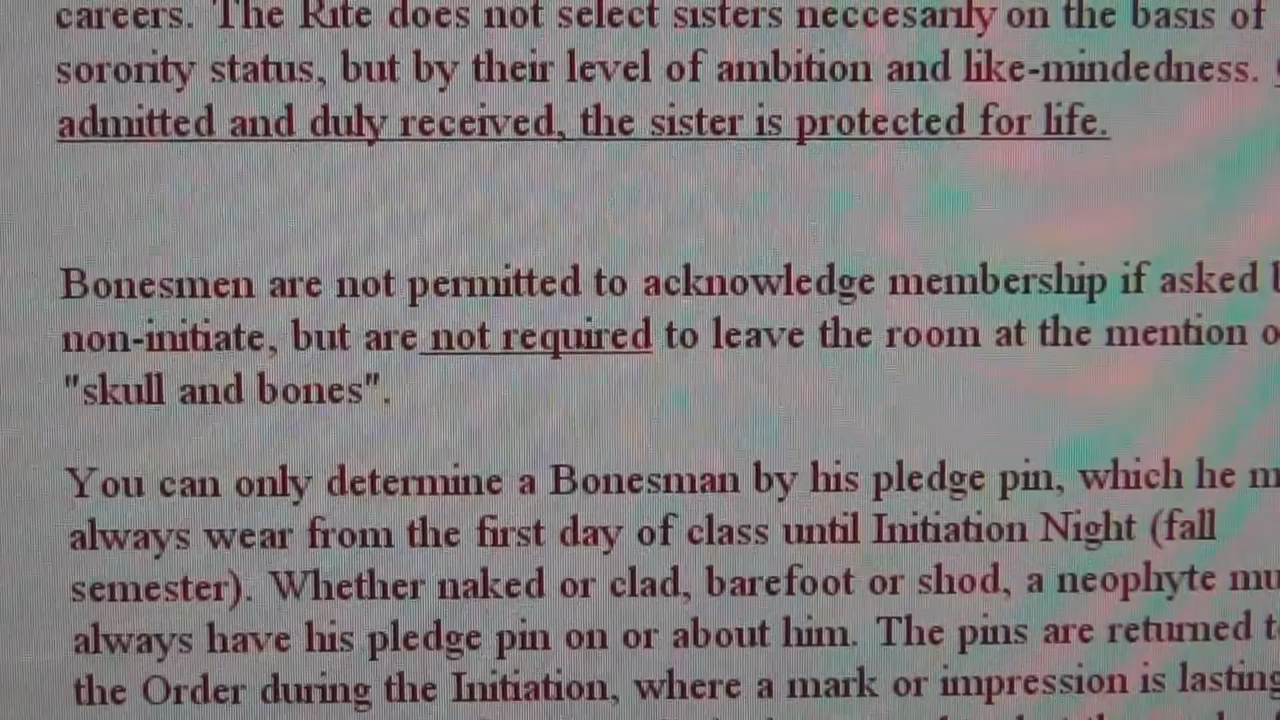 careers. The Rite does not select sisters neccesarily on the basis of
sorority status, but by their level of ambition and like-mindedness.
admitted and duly received, the sister is protected for life.
Bonesmen are not permitted to acknowledge membership if asked
non-initiate, but are not required to leave the room at the mention
"skull and bones".
You can only determine a Bonesman by his pledge pin, which he
always wear from the first day of class until Initiation Night (fall
semester). Whether naked or clad, barefoot or shod, a neophyte
always have his pledge pin on or about him. The pins are returned
the Order during the Initiation, where a mark or impression is lasting